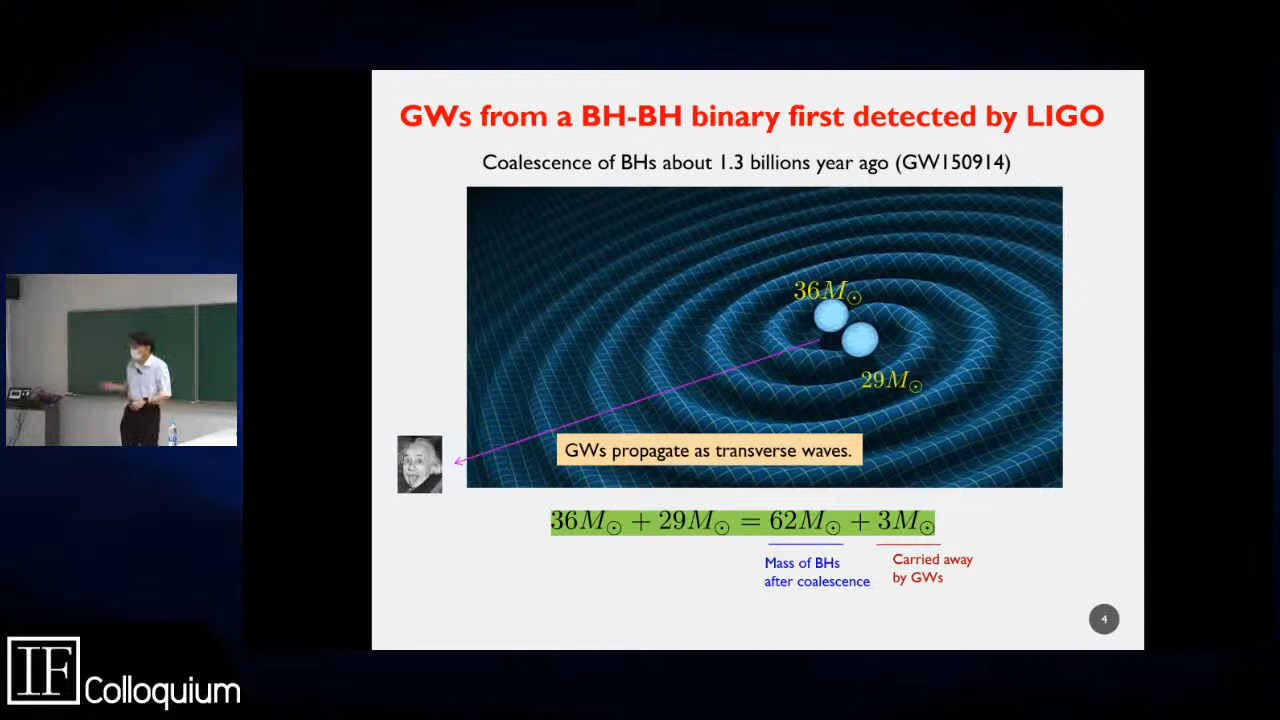 GWs from a BH-BH binary first detected by LIGO
Coalescence of BHs about 1.3 billions year ago (GW150914)
36M⊙
29M⊙
GWs propagate as transverse waves.
36M⊙ + 29M⊙ = 62M⊙ + 3M⊙
Mass of BHs
after coalescence
Carried away
by GWs
4
IF Colloquium